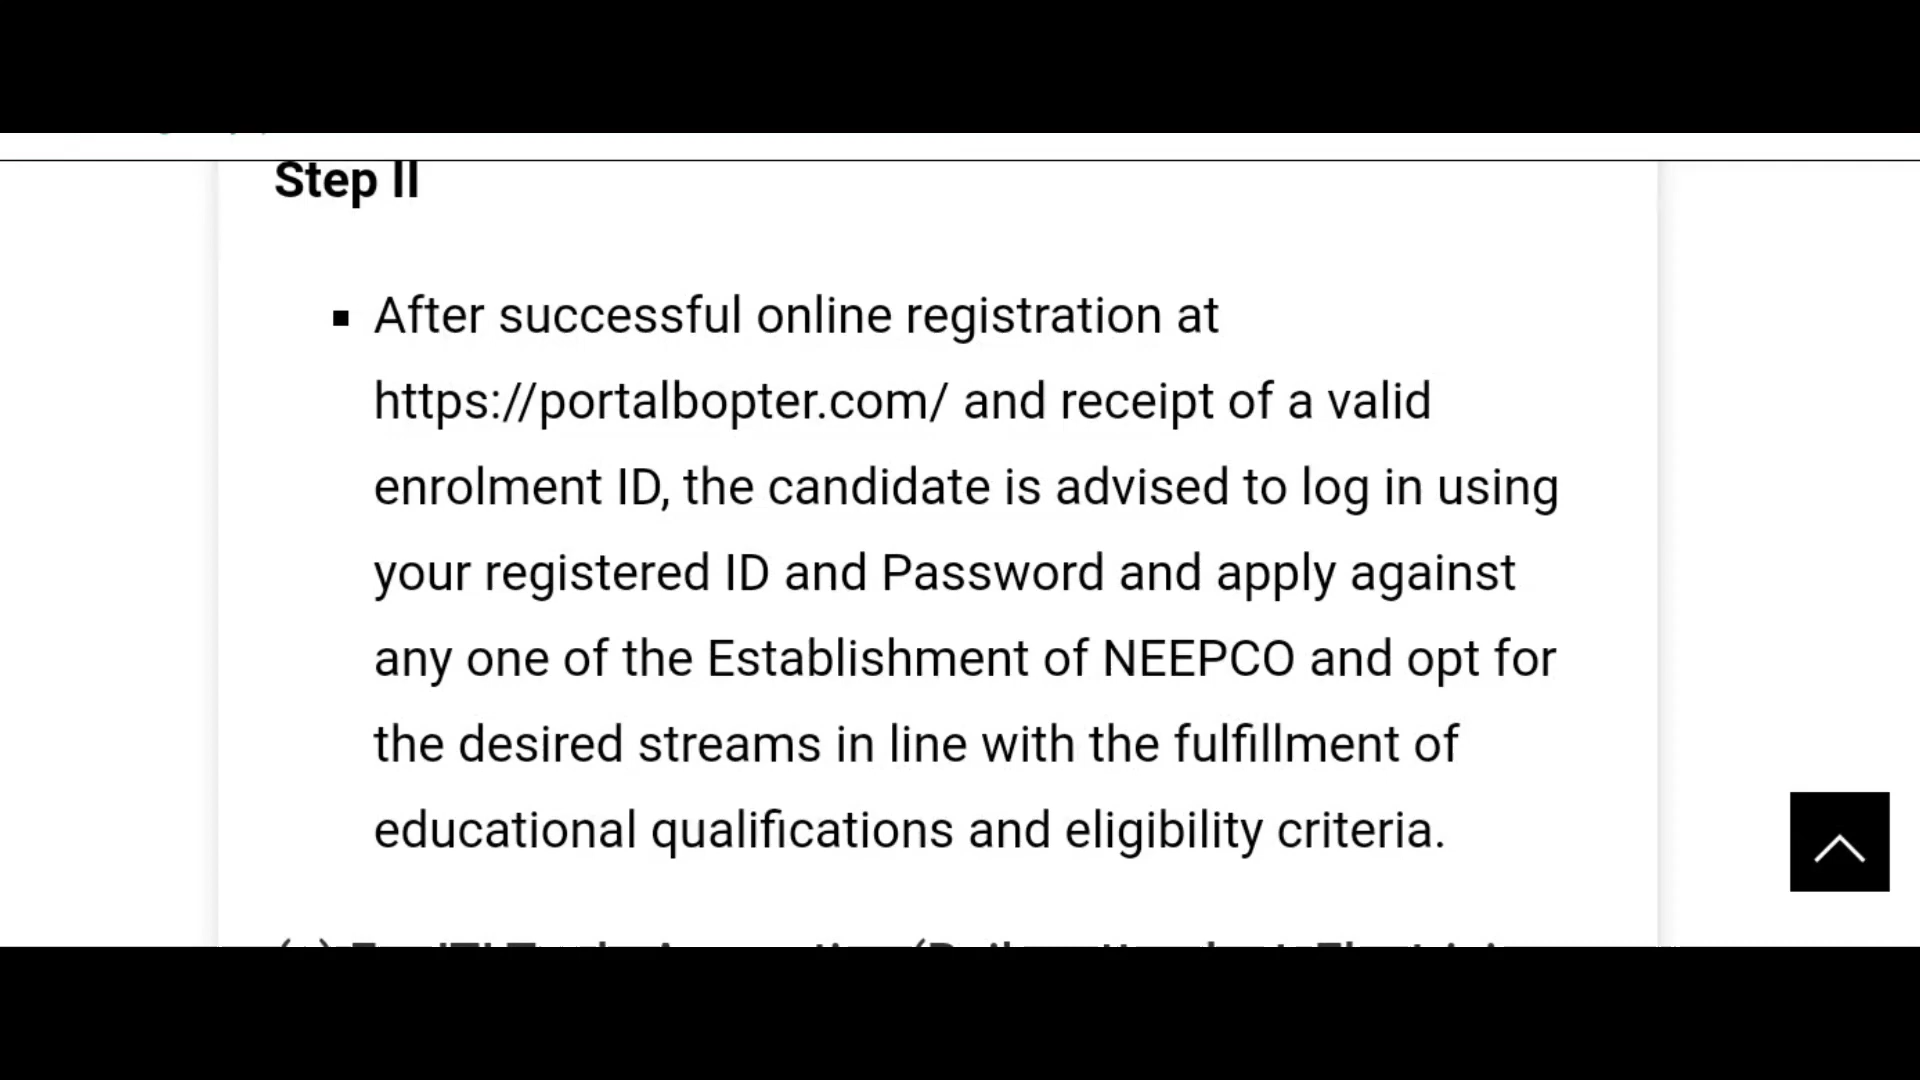 Step II
▪ After successful online registration at
https://portalbopter.com/ and receipt of a valid
enrolment ID, the candidate is advised to log in using
your registered ID and Password and apply against
any one of the Establishment of NEEPCO and opt for
the desired streams in line with the fulfillment of
educational qualifications and eligibility criteria.